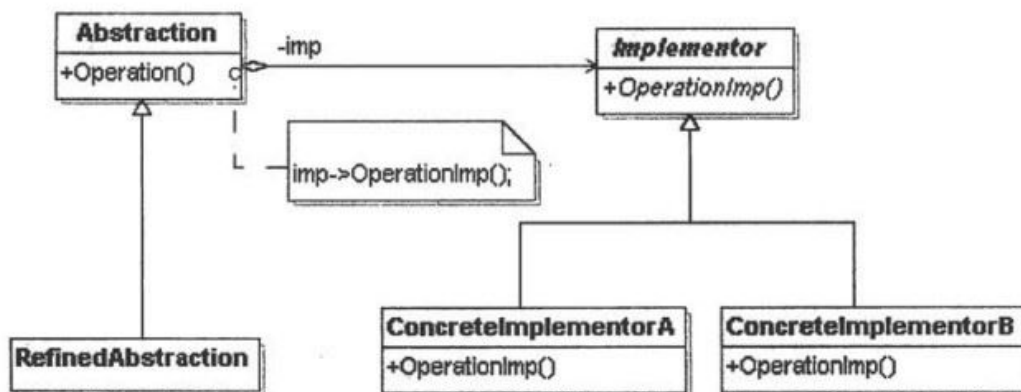 Abstraction
+Operation()
-imp
Implementor
+OperationImp()
imp->OperationImp();
RefinedAbstraction
ConcreteImplementorA
+OperationImp()
ConcreteImplementorB
+OperationImp()